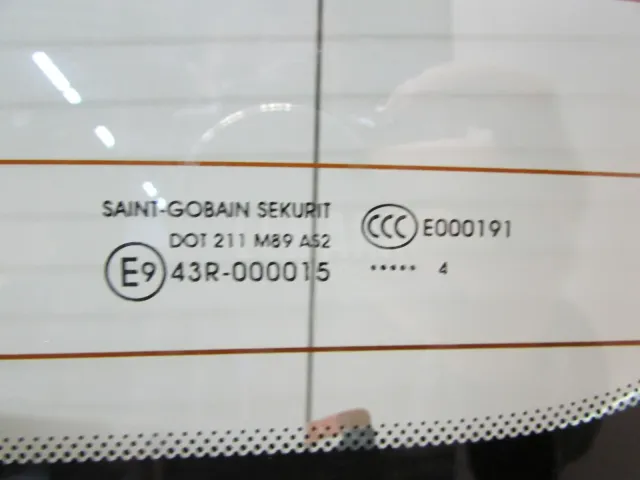 SAINT-GOBAIN SEKURIT
DOT 211 M89 AS2
E9 43R-000015
CCC E000191
..... 4